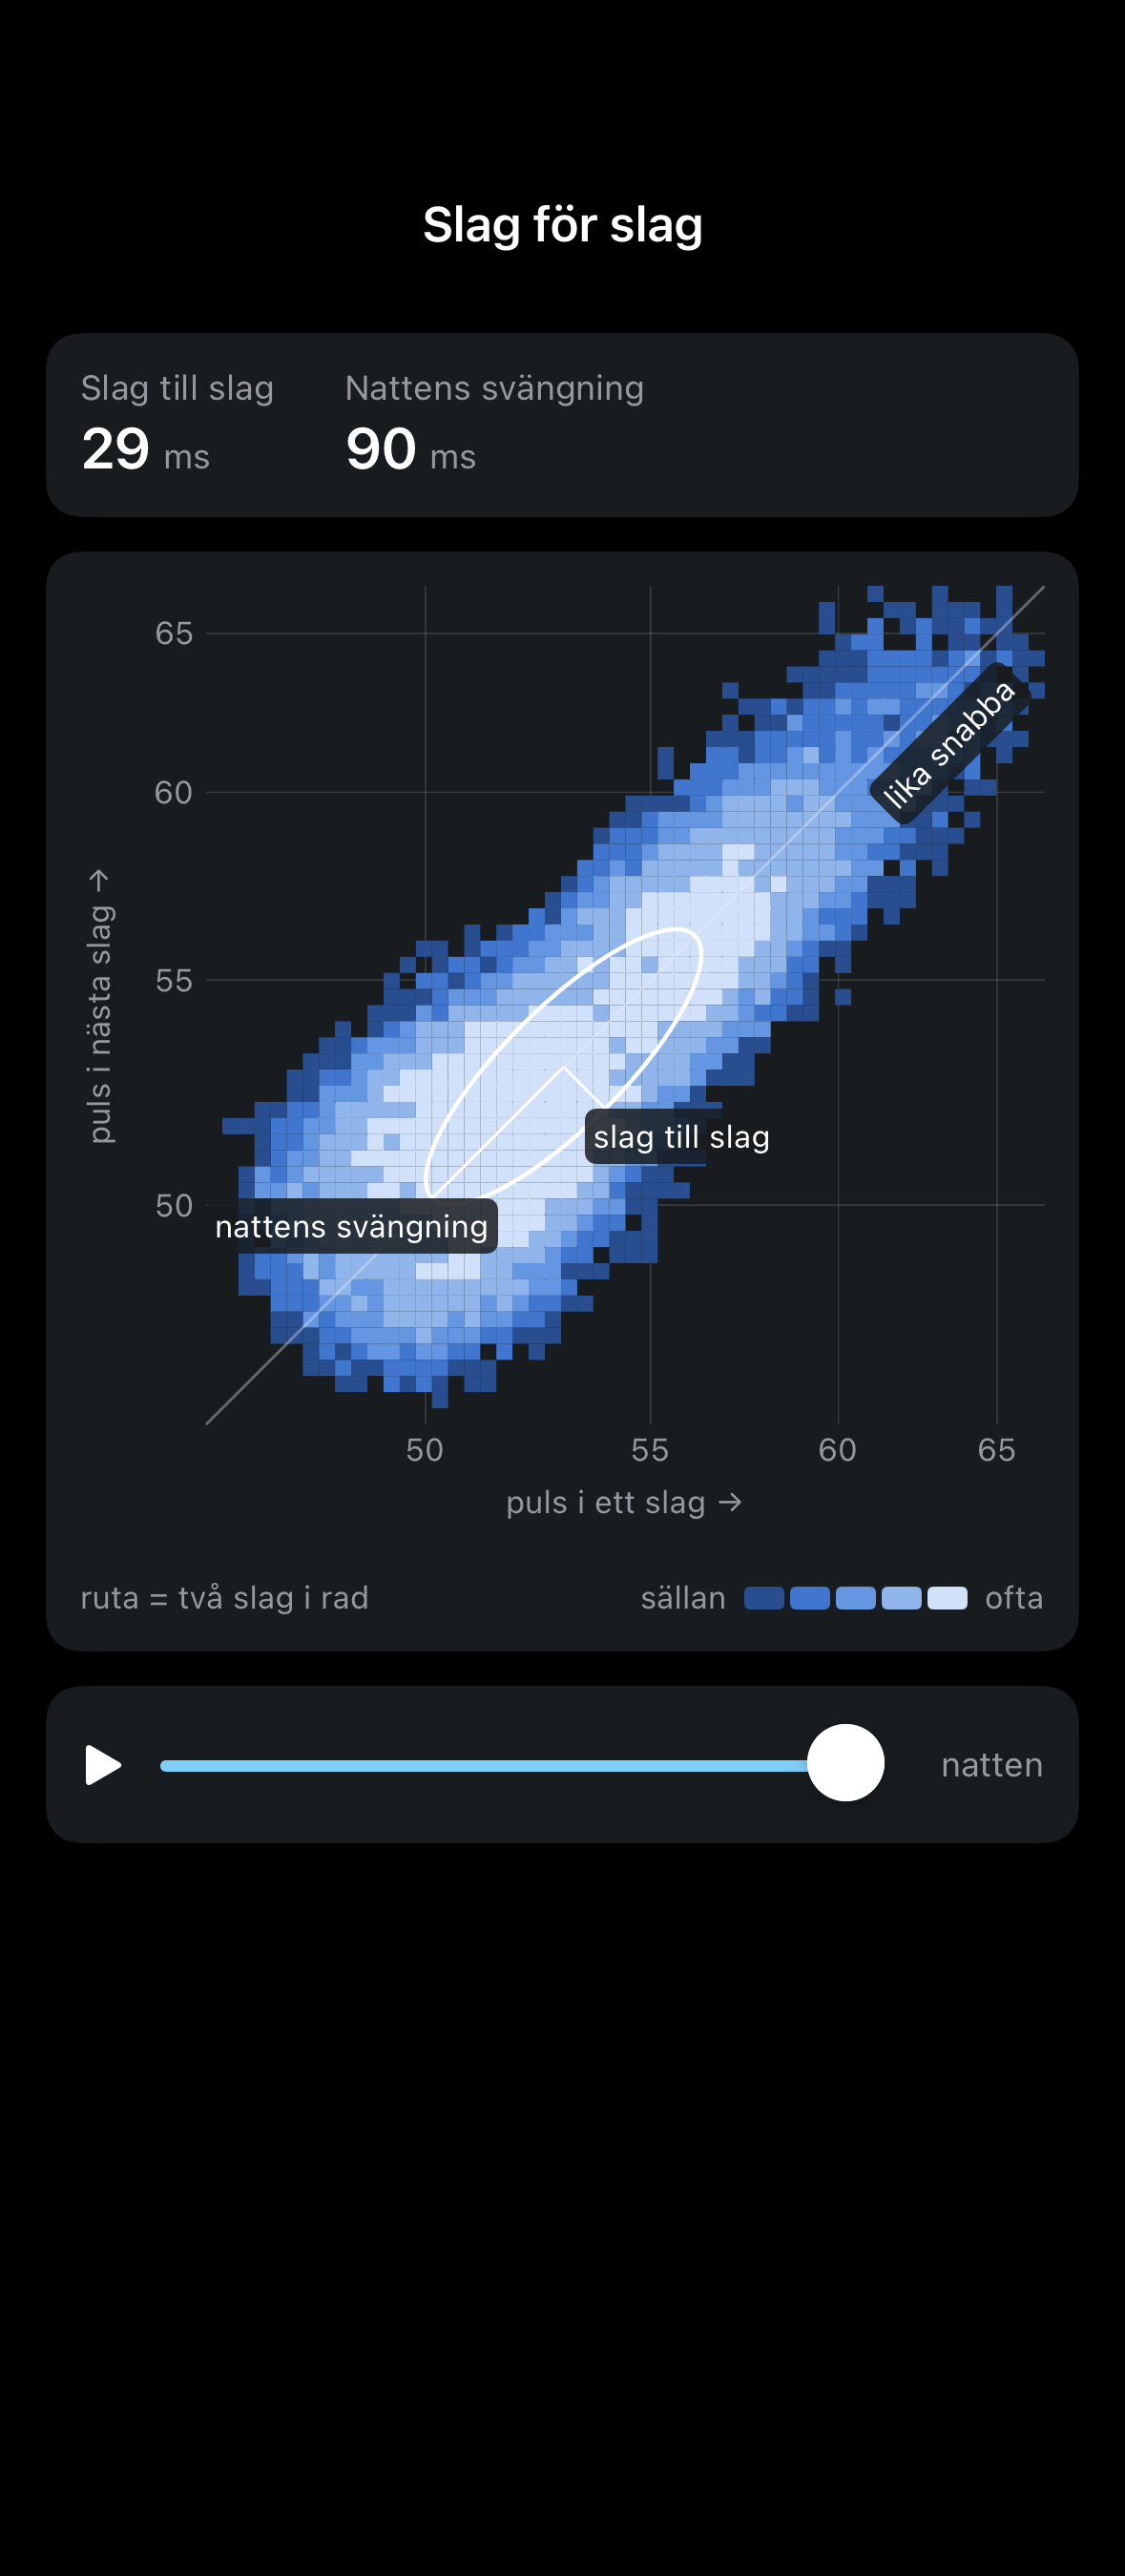 Slag för slag
Slag till slag
29 ms
Nattens svängning
90 ms
65
60
55
50
puls i nästa slag →
lika snabba
slag till slag
nattens svängning
50 55 60 65
puls i ett slag →
ruta = två slag i rad
sällan ofta
natten